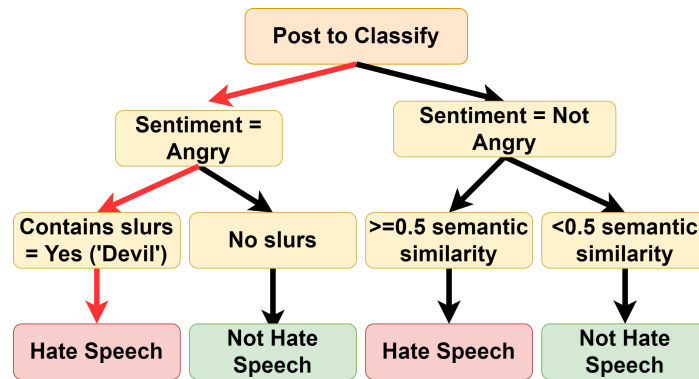 Post to Classify
Sentiment =
Angry
Sentiment = Not
Angry
Contains slurs
= Yes ('Devil')
No slurs
>=0.5 semantic
similarity
<0.5 semantic
similarity
Hate Speech
Not Hate
Speech
Hate Speech
Not Hate
Speech